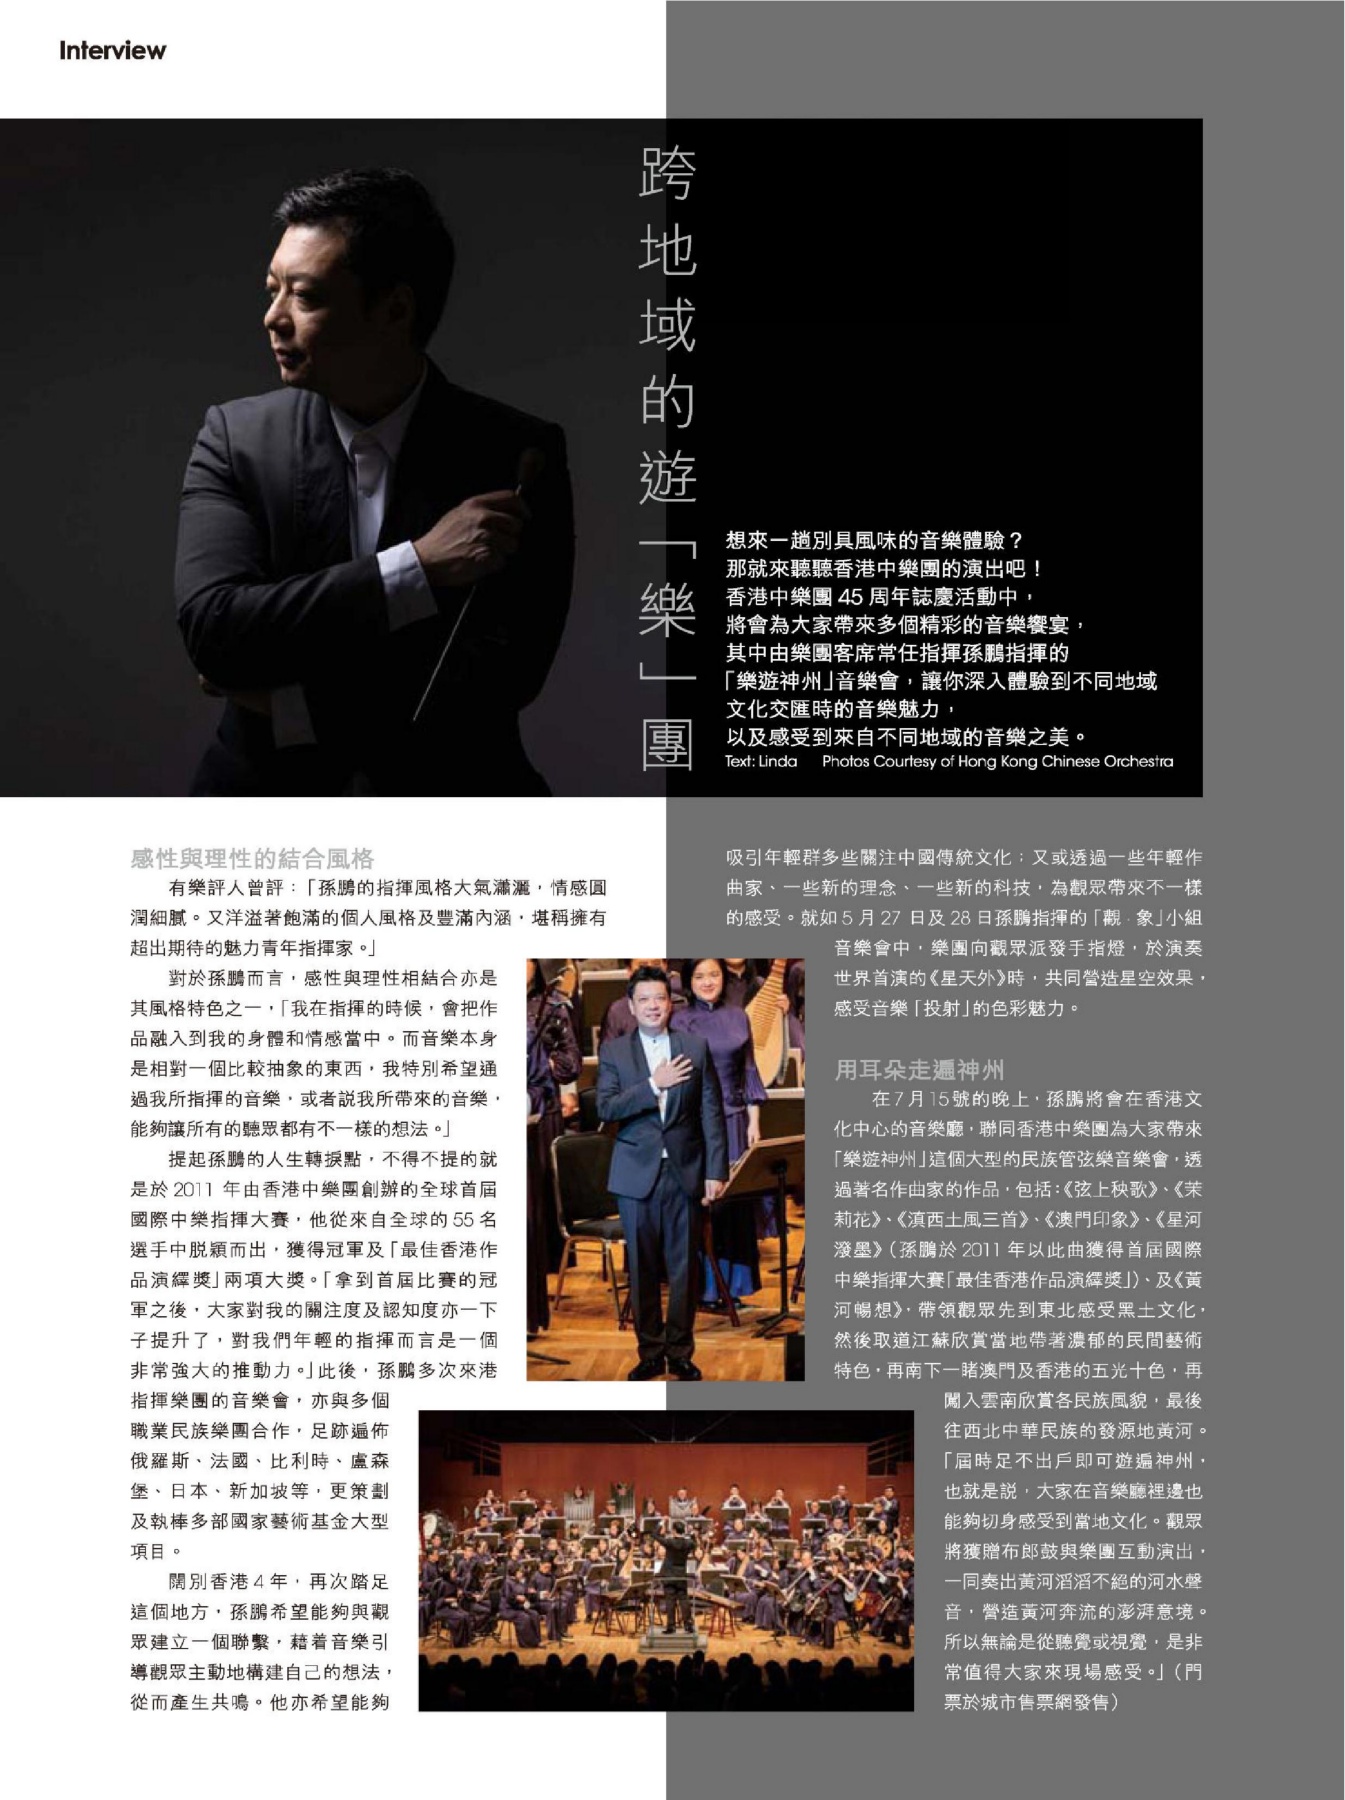 Interview
跨地域的遊「樂」團
想來一趟別具風味的音樂體驗？
那就來聽聽香港中樂團的演出吧！
香港中樂團 45 周年誌慶活動中，
將會為大家帶來多個精彩的音樂饗宴，
其中由樂團客席常任指揮孫鵬指揮的
「樂遊神州」音樂會，讓你深入體驗到不同地域
文化交匯時的音樂魅力，
以及感受到來自不同地域的音樂之美。
Text: Linda Photos Courtesy of Hong Kong Chinese Orchestra
感性與理性的結合風格
有樂評人曾評：「孫鵬的指揮風格大氣瀟灑，情感圓
潤細膩。又洋溢著飽滿的個人風格及豐滿內涵，堪稱擁有
超出期待的魅力青年指揮家。」
對於孫鵬而言，感性與理性相結合亦是
其風格特色之一，「我在指揮的時候，會把作
品融入到我的身體和情感當中。而音樂本身
是相對一個比較抽象的東西，我特別希望通
過我所指揮的音樂，或者説我所帶來的音樂，
能夠讓所有的聽眾都有不一樣的想法。」
提起孫鵬的人生轉捩點，不得不提的就
是於 2011 年由香港中樂團創辦的全球首屆
國際中樂指揮大賽，他從來自全球的 55 名
選手中脱穎而出，獲得冠軍及「最佳香港作
品演繹獎」兩項大獎。「拿到首屆比賽的冠
軍之後，大家對我的關注度及認知度亦一下
子提升了，對我們年輕的指揮而言是一個
非常強大的推動力。」此後，孫鵬多次來港
指揮樂團的音樂會，亦與多個
職業民族樂團合作，足跡遍佈
俄羅斯、法國、比利時、盧森
堡、日本、新加坡等，更策劃
及執棒多部國家藝術基金大型
項目。
闊別香港 4 年，再次踏足
這個地方，孫鵬希望能夠與觀
眾建立一個聯繫，藉着音樂引
導觀眾主動地構建自己的想法，
從而產生共鳴。他亦希望能夠
吸引年輕群多些關注中國傳統文化；又或透過一些年輕作
曲家、一些新的理念、一些新的科技，為觀眾帶來不一樣
的感受。就如 5 月 27 日及 28 日孫鵬指揮的「觀．象」小組
音樂會中，樂團向觀眾派發手指燈，於演奏
世界首演的《星天外》時，共同營造星空效果，
感受音樂「投射」的色彩魅力。
用耳朵走遍神州
在 7 月 15 號的晚上，孫鵬將會在香港文
化中心的音樂廳，聯同香港中樂團為大家帶來
「樂遊神州」這個大型的民族管弦樂音樂會，透
過著名作曲家的作品，包括：《弦上秧歌》、《茉
莉花》、《滇西土風三首》、《澳門印象》、《星河
潑墨》（孫鵬於 2011 年以此曲獲得首屆國際
中樂指揮大賽「最佳香港作品演繹獎」）、及《黃
河暢想》，帶領觀眾先到東北感受黑土文化，
然後取道江蘇欣賞當地帶著濃郁的民間藝術
特色，再南下一睹澳門及香港的五光十色，再
闖入雲南欣賞各民族風貌，最後
往西北中華民族的發源地黃河。
「屆時足不出戶即可遊遍神州，
也就是説，大家在音樂廳裡邊也
能夠切身感受到當地文化。觀眾
將獲贈布郎鼓與樂團互動演出，
一同奏出黃河滔滔不絕的河水聲
音，營造黃河奔流的澎湃意境。
所以無論是從聽覺或視覺，是非
常值得大家來現場感受。」（門
票於城市售票網發售）